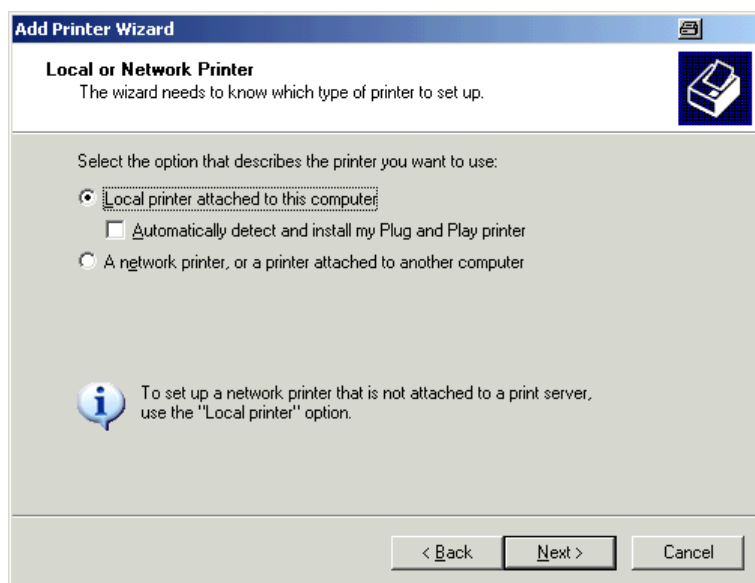 Add Printer Wizard
Local or Network Printer
The wizard needs to know which type of printer to set up.
Select the option that describes the printer you want to use:
Local printer attached to this computer
Automatically detect and install my Plug and Play printer
A network printer, or a printer attached to another computer
To set up a network printer that is not attached to a print server,
use the "Local printer" option.
< Back
Next >
Cancel